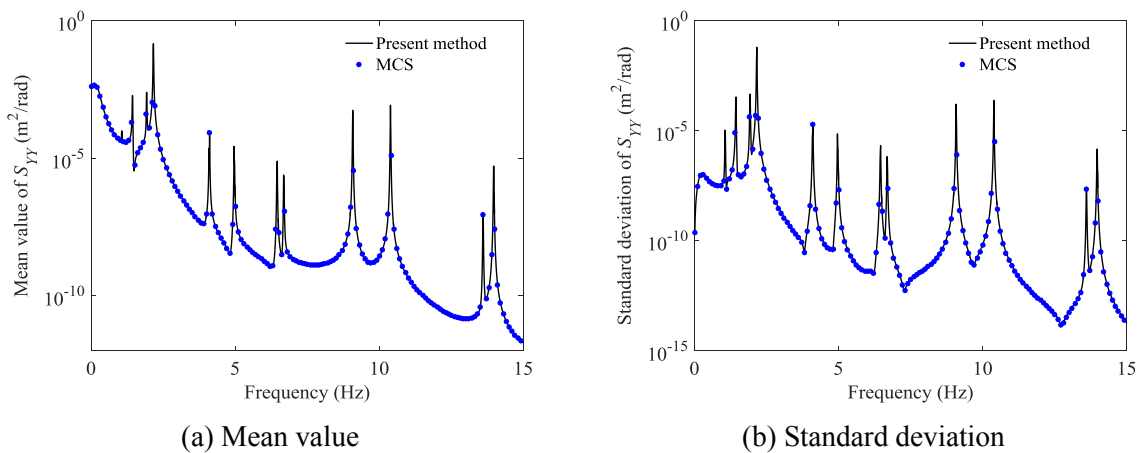 10^0
10^-5
10^-10
Mean value of S_YY (m²/rad)
Present method
MCS
0 5 10 15
Frequency (Hz)
(a) Mean value
10^0
10^-5
10^-10
10^-15
Standard deviation of S_YY (m²/rad)
Present method
MCS
0 5 10 15
Frequency (Hz)
(b) Standard deviation